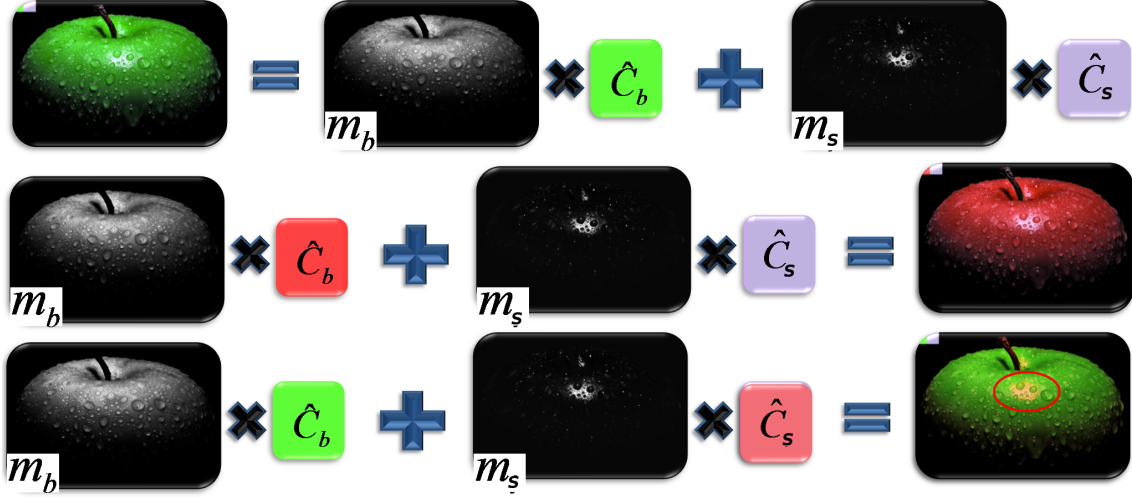 m_b × Ĉ_b + m_s × Ĉ_s
m_b × Ĉ_b + m_s × Ĉ_s =
m_b × Ĉ_b + m_s × Ĉ_s =